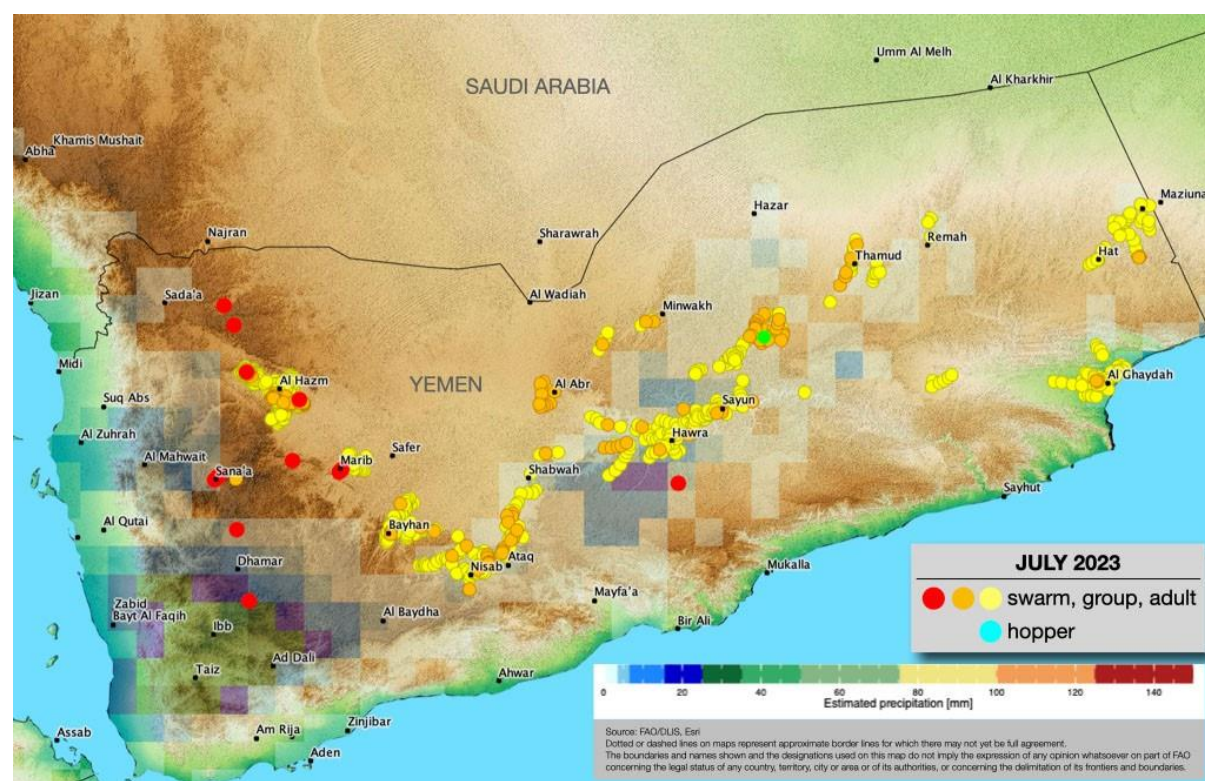 Umm Al Melh
SAUDI ARABIA
Al Kharkhir
Khamis Mushait
Abha
Maziuna
Hazar
Najran
Sharawrah
Remah
Thamud
Hat
Jizan
Sada'a
Al Wadiah
Minwakh
Midi
Al Hazm
YEMEN
Al Abr
Al Ghaydah
Suq Abs
Sayun
Al Zuhrah
Hawra
Safer
Al Mahwait
Marib
Sana'a
Shabwah
Sayhut
Al Qutai
Bayhan
Ataq
Dhamar
Nisab
Mukalla
JULY 2023
swarm, group, adult
hopper
Mayfa'a
Zabid
Bayt Al Faqih
Al Baydha
Ibb
Bir Ali
Ad Dali
Taiz
Ahwar
0 20 40 60 80 100 120 140
Estimated precipitation [mm]
Zinjibar
Assab
Am Rija
Aden
Source: FAO/DLIS, Esri
Dotted or dashed lines on maps represent approximate border lines for which there may not yet be full agreement.
The boundaries and names shown and the designations used on this map do not imply the expression of any opinion whatsoever on part of FAO
concerning the legal status of any country, territory, city or area or of its authorities, or concerning the delimitation of its frontiers and boundaries.